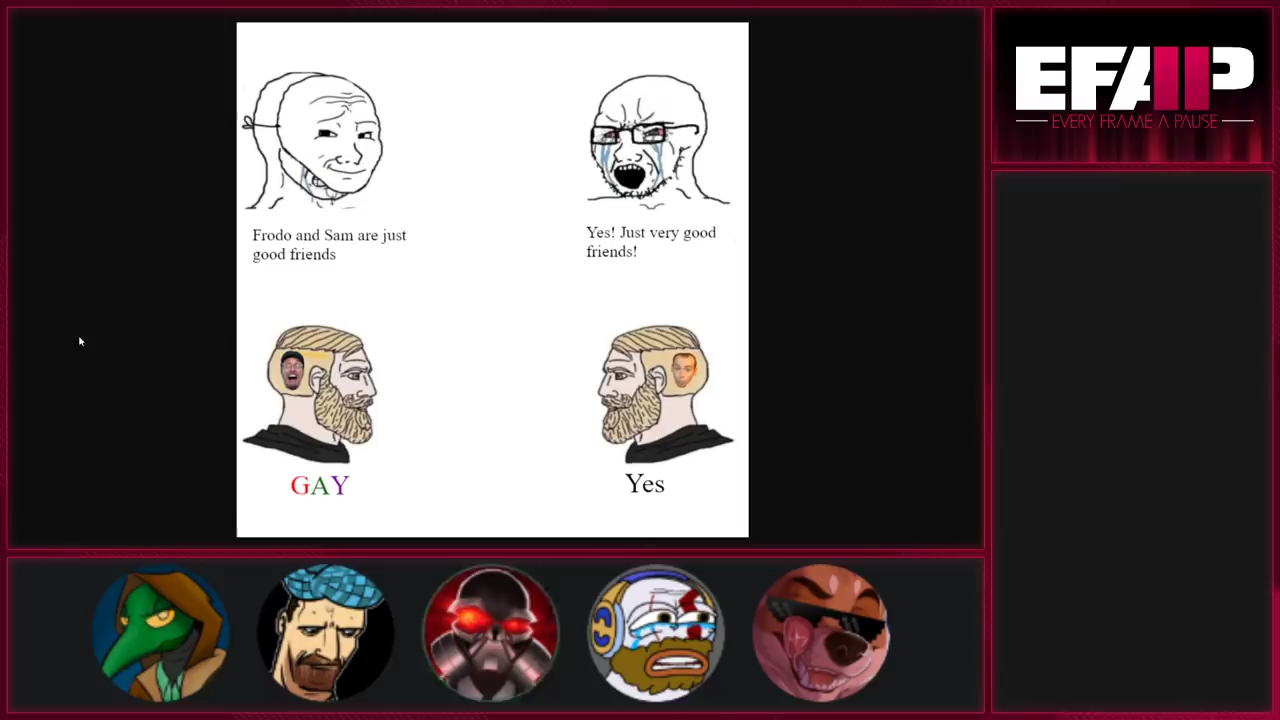 EFAP
EVERY FRAME A PAUSE
Frodo and Sam are just
good friends
Yes! Just very good
friends!
GAY
Yes